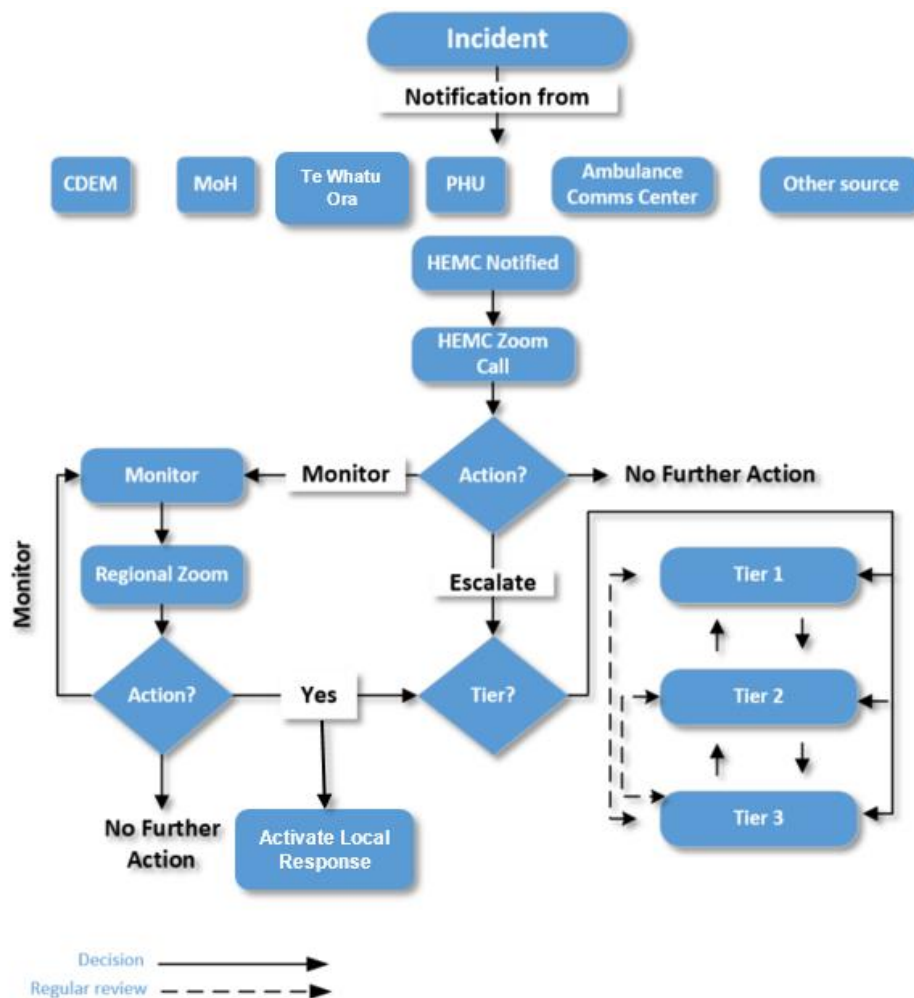 Incident
Notification from
CDEM
MoH
Te Whatu
Ora
PHU
Ambulance
Comms Center
Other source
HEMC Notified
HEMC Zoom
Call
Action?
No Further Action
Monitor
Monitor
Escalate
Monitor
Regional Zoom
Action?
Yes
Tier?
Tier 1
Tier 2
Tier 3
No Further
Action
Activate Local
Response
Decision
Regular review